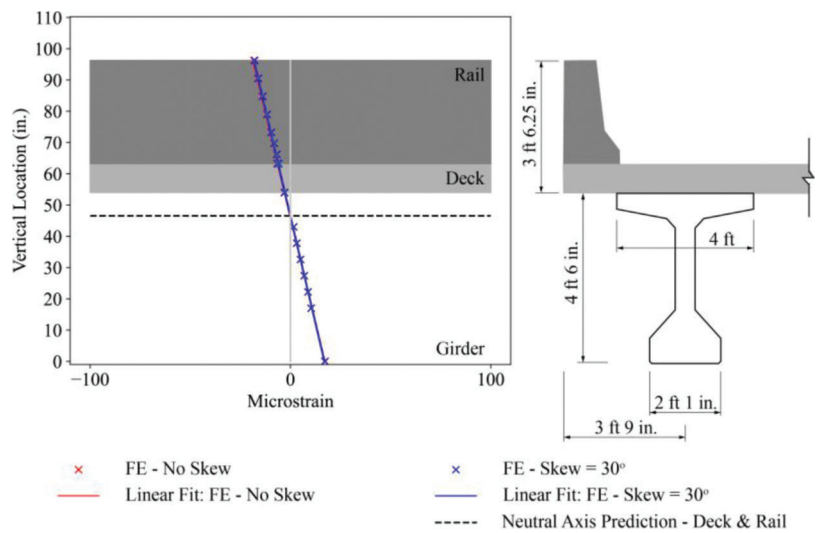 110
100
90
80
70
60
50
40
30
20
10
0
Vertical Location (in.)
Rail
Deck
Girder
−100 0 100
Microstrain
3 ft 6.25 in.
4 ft 6 in.
4 ft
2 ft 1 in.
3 ft 9 in.
FE - No Skew
Linear Fit: FE - No Skew
FE - Skew = 30°
Linear Fit: FE - Skew = 30°
Neutral Axis Prediction - Deck & Rail